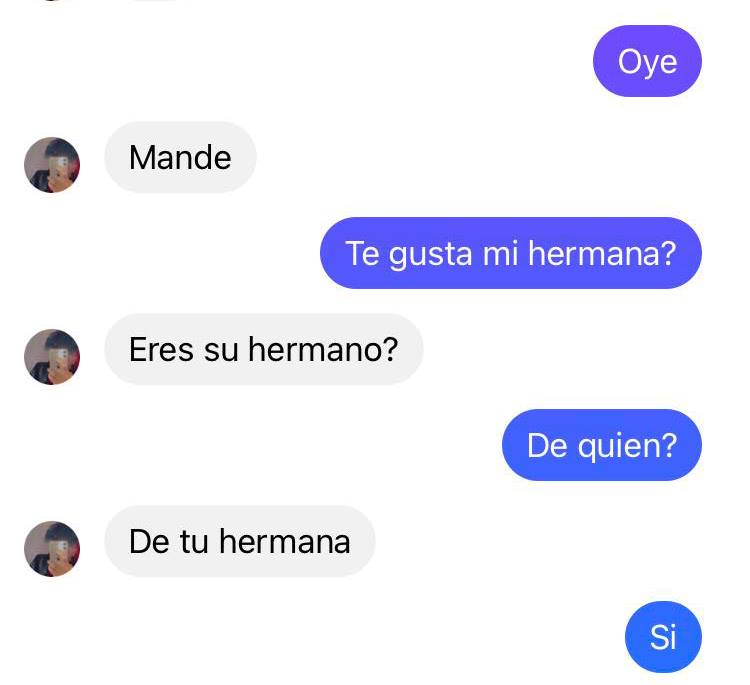 Oye
Mande
Te gusta mi hermana?
Eres su hermano?
De quien?
De tu hermana
Si